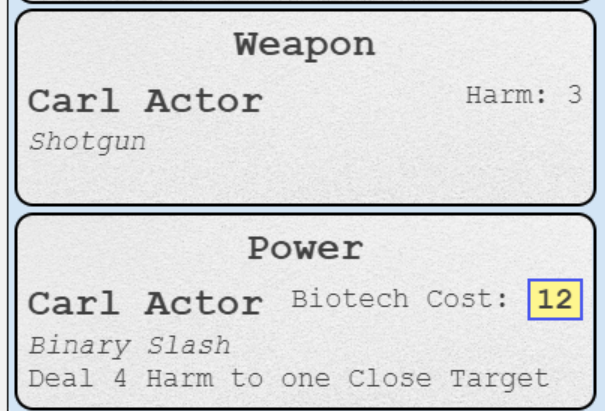 Weapon
Carl Actor Harm: 3
Shotgun
Power
Carl Actor Biotech Cost: 12
Binary Slash
Deal 4 Harm to one Close Target